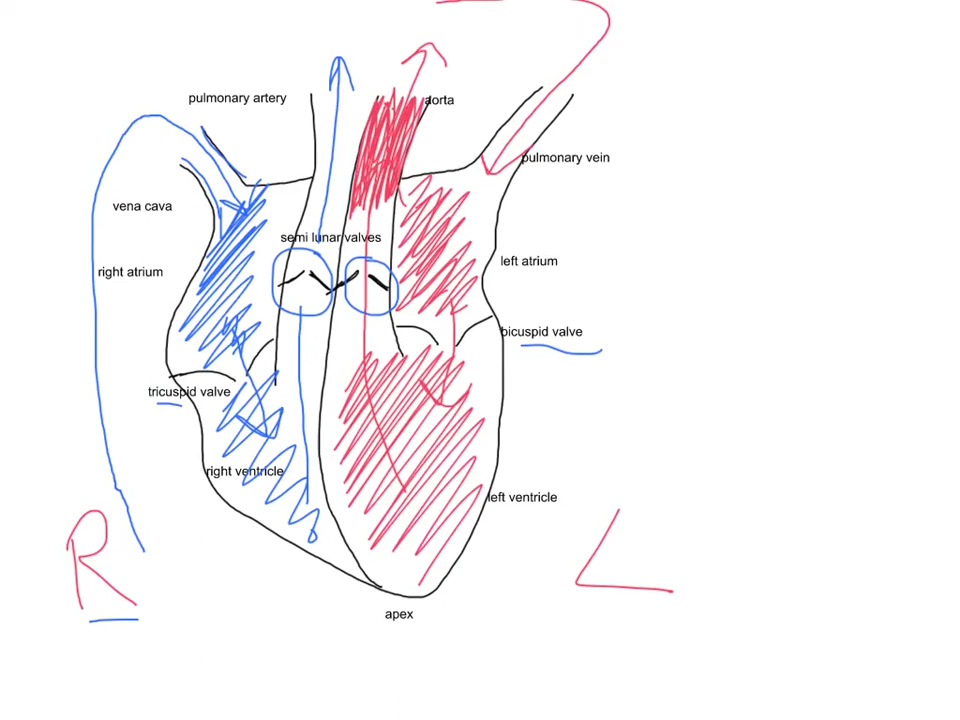 pulmonary artery
aorta
pulmonary vein
vena cava
semi lunar valves
right atrium
left atrium
bicuspid valve
tricuspid valve
right ventricle
left ventricle
R
L
apex